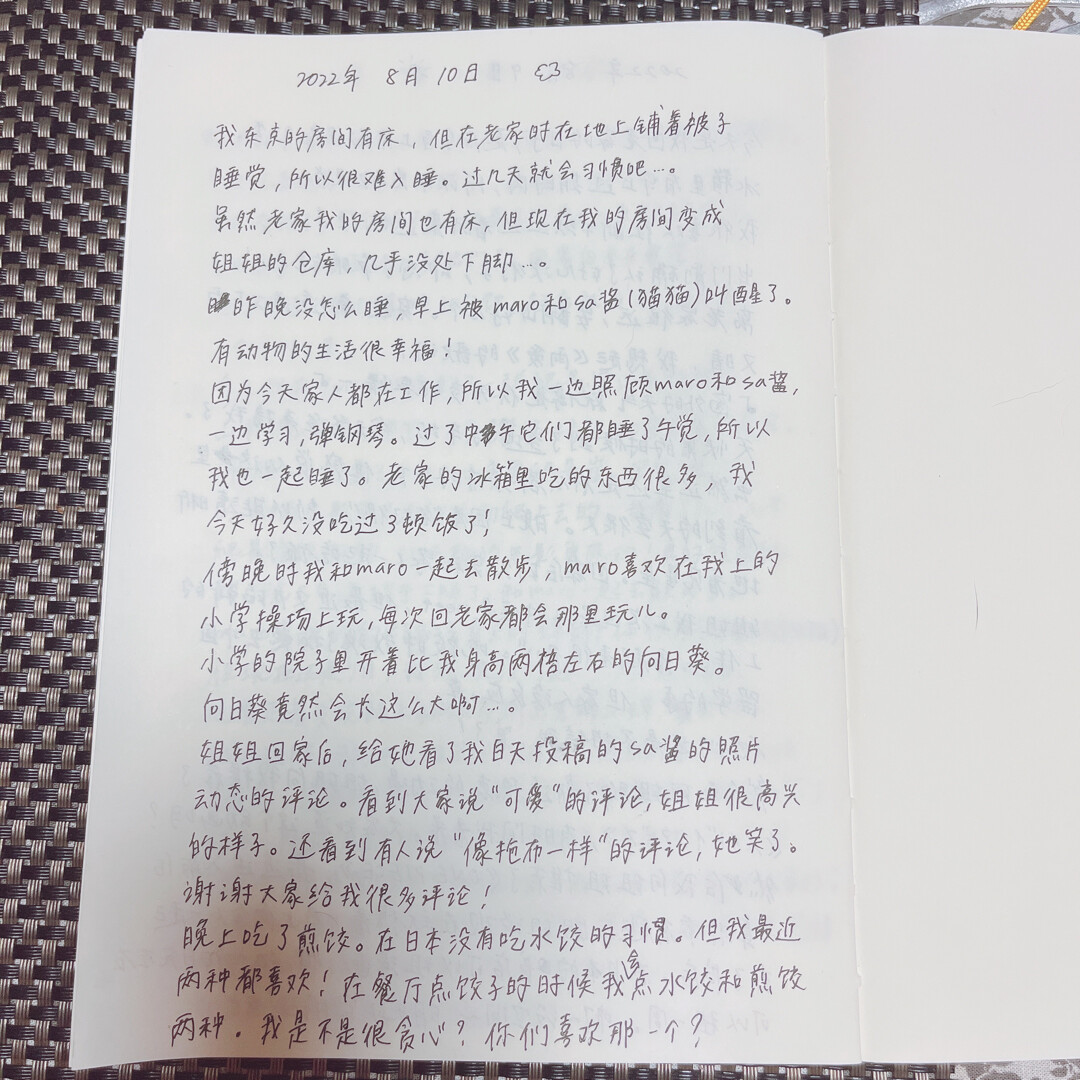 2022年 8月 10日
我东京的房间有床，但在老家时在地上铺着被子
睡觉，所以很难入睡。过几天就会习惯吧…。
虽然老家我的房间也有床，但现在我的房间变成
姐姐的仓库，几乎没处下脚…。
昨晚没怎么睡，早上被maro和sa酱(猫猫)叫醒了。
有动物的生活很幸福！
因为今天家人都在工作，所以我一边照顾maro和sa酱，
一边学习，弹钢琴。过了中午它们都睡了午觉，所以
我也一起睡了。老家的冰箱里吃的东西很多，我
今天好久没吃过了顿饭了！
傍晚时我和maro一起去散步，maro喜欢在我上的
小学操场上玩，每次回老家都会那里玩儿。
小学的院子里开着比我身高两倍左右的向日葵。
向日葵竟然会长这么大啊…。
姐姐回家后，给她看了我白天投稿的sa酱的照片
动态的评论。看到大家说“可爱”的评论，姐姐很高兴
的样子。还看到有人说“像拖布一样”的评论，她笑了。
谢谢大家给我很多评论！
晚上吃了煎饺。在日本没有吃水饺的习惯。但我最近
两种都喜欢！在餐厅点饺子的时候我会点水饺和煎饺
两种。我是不是很贪心？你们喜欢那一个？